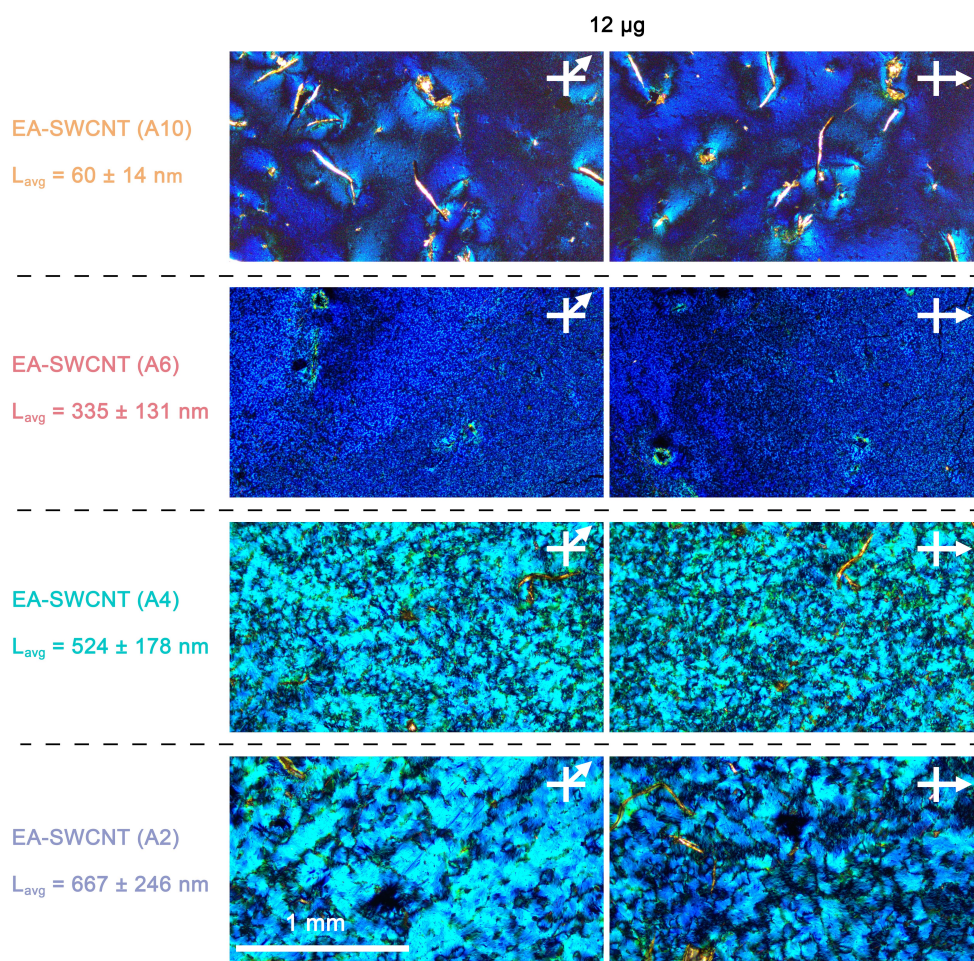 12 µg
EA-SWCNT (A10)
Lavg = 60 ± 14 nm
EA-SWCNT (A6)
Lavg = 335 ± 131 nm
EA-SWCNT (A4)
Lavg = 524 ± 178 nm
EA-SWCNT (A2)
Lavg = 667 ± 246 nm
1 mm